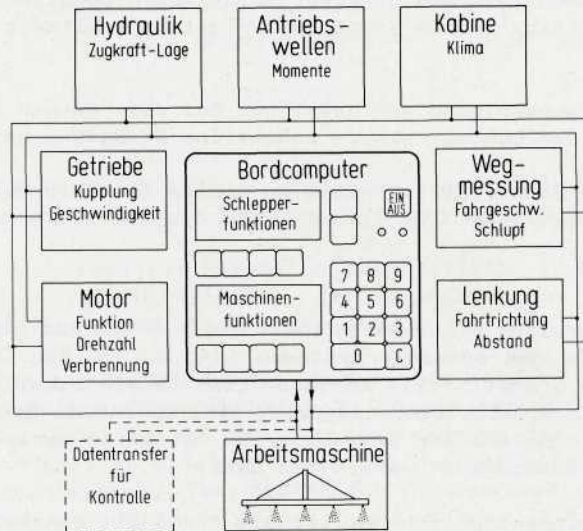 Hydraulik
Zugkraft-Lage
Antriebs-
wellen
Momente
Kabine
Klima
Getriebe
Kupplung
Geschwindigkeit
Bordcomputer
Schlepper-
funktionen
EIN
AUS
Weg-
messung
Fahrgeschw.
Schlupf
Motor
Funktion
Drehzahl
Verbrennung
Maschinen-
funktionen
7 8 9
4 5 6
1 2 3
0 C
Lenkung
Fahrtrichtung
Abstand
Datentransfer
für
Kontrolle
Arbeitsmaschine